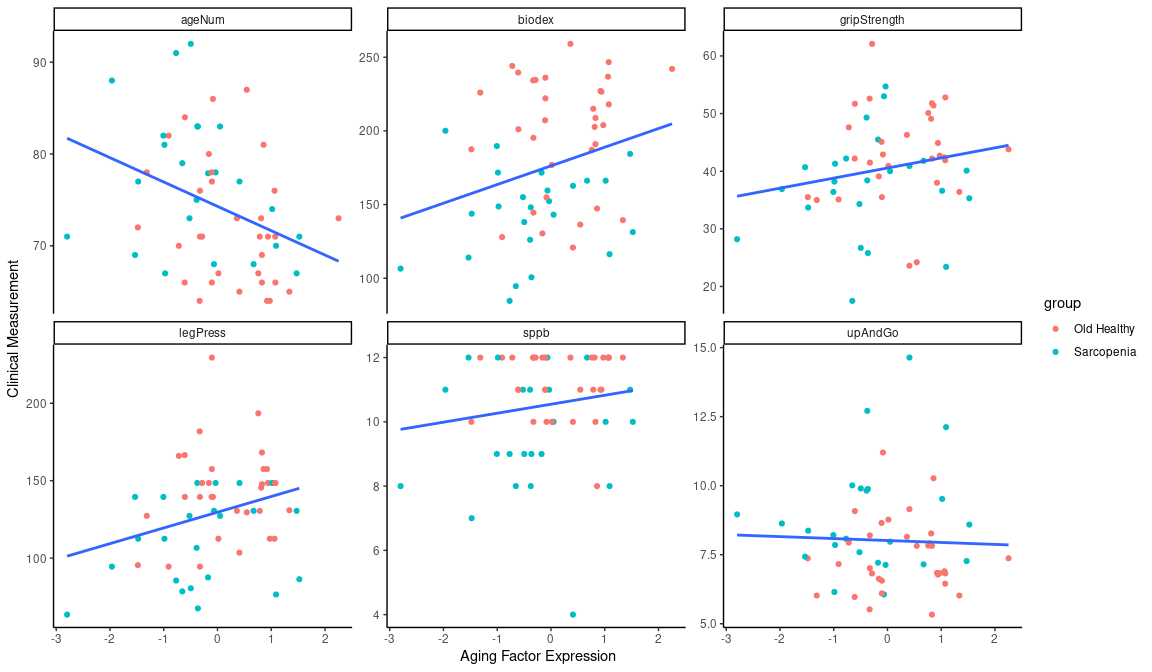 ageNum
biodex
gripStrength
90
80
70
250
200
150
100
60
50
40
30
20
legPress
sppb
upAndGo
200
150
100
12
10
8
6
4
15.0
12.5
10.0
7.5
5.0
-3 -2 -1 0 1 2
-3 -2 -1 0 1 2
-3 -2 -1 0 1 2
Aging Factor Expression
Clinical Measurement
group
Old Healthy
Sarcopenia